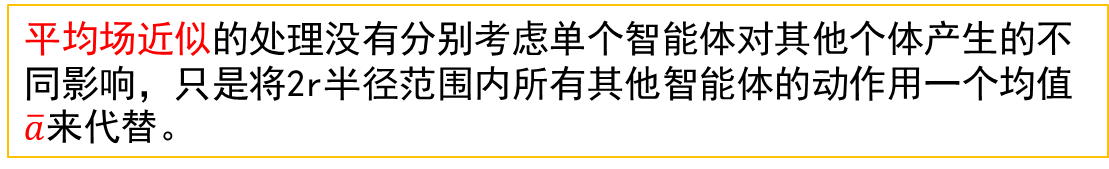 平均场近似的处理没有分别考虑单个智能体对其他个体产生的不
同影响，只是将2r半径范围内所有其他智能体的动作用一个均值
ā来代替。